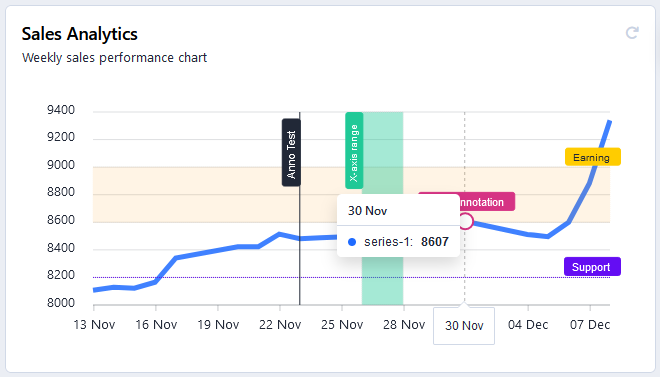 Sales Analytics
Weekly sales performance chart
9400
9200
9000
8800
8600
8400
8200
8000
Anno Test
X-axis range
Earning
Annotation
30 Nov
series-1: 8607
Support
13 Nov
16 Nov
19 Nov
22 Nov
25 Nov
28 Nov
30 Nov
04 Dec
07 Dec